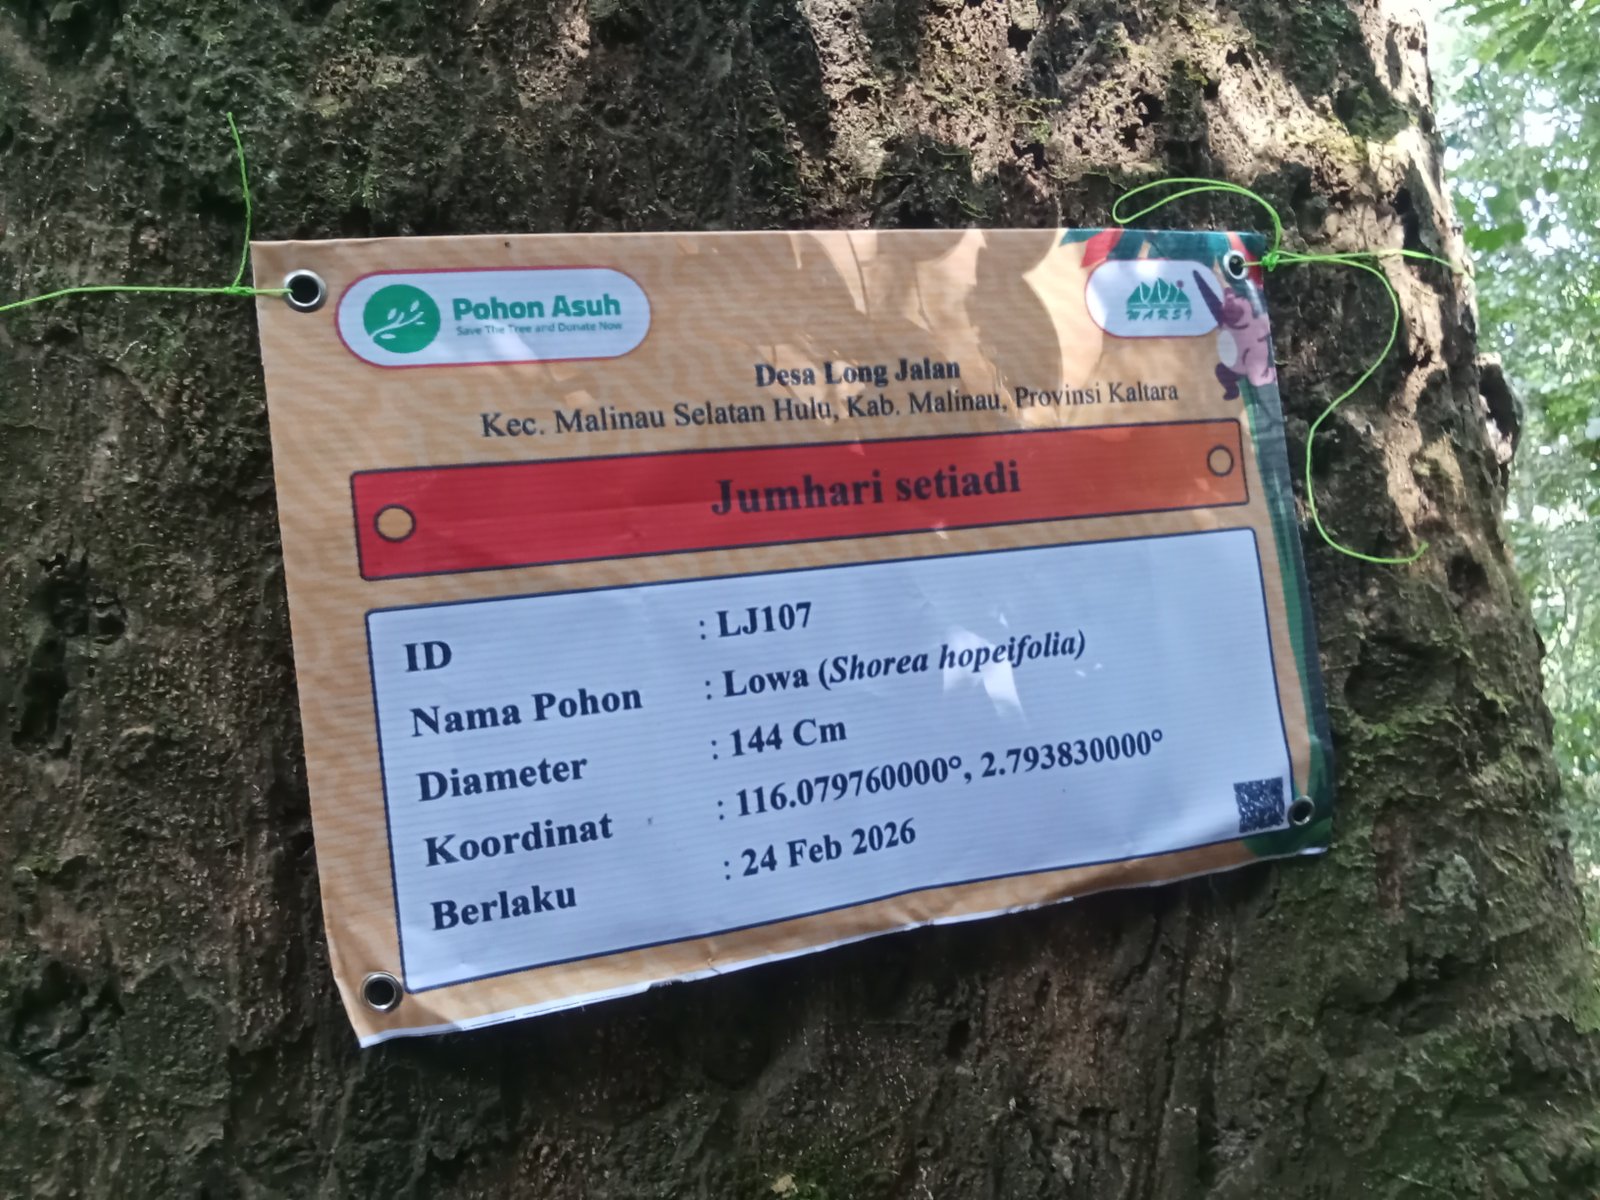 Pohon Asuh
Save The Tree and Donate Now
WARSI
Desa Long Jalan
Kec. Malinau Selatan Hulu, Kab. Malinau, Provinsi Kaltara
Jumhari setiadi
ID : LJ107
Nama Pohon : Lowa (Shorea hopeifolia)
Diameter : 144 Cm
Koordinat : 116.079760000°, 2.793830000°
Berlaku : 24 Feb 2026